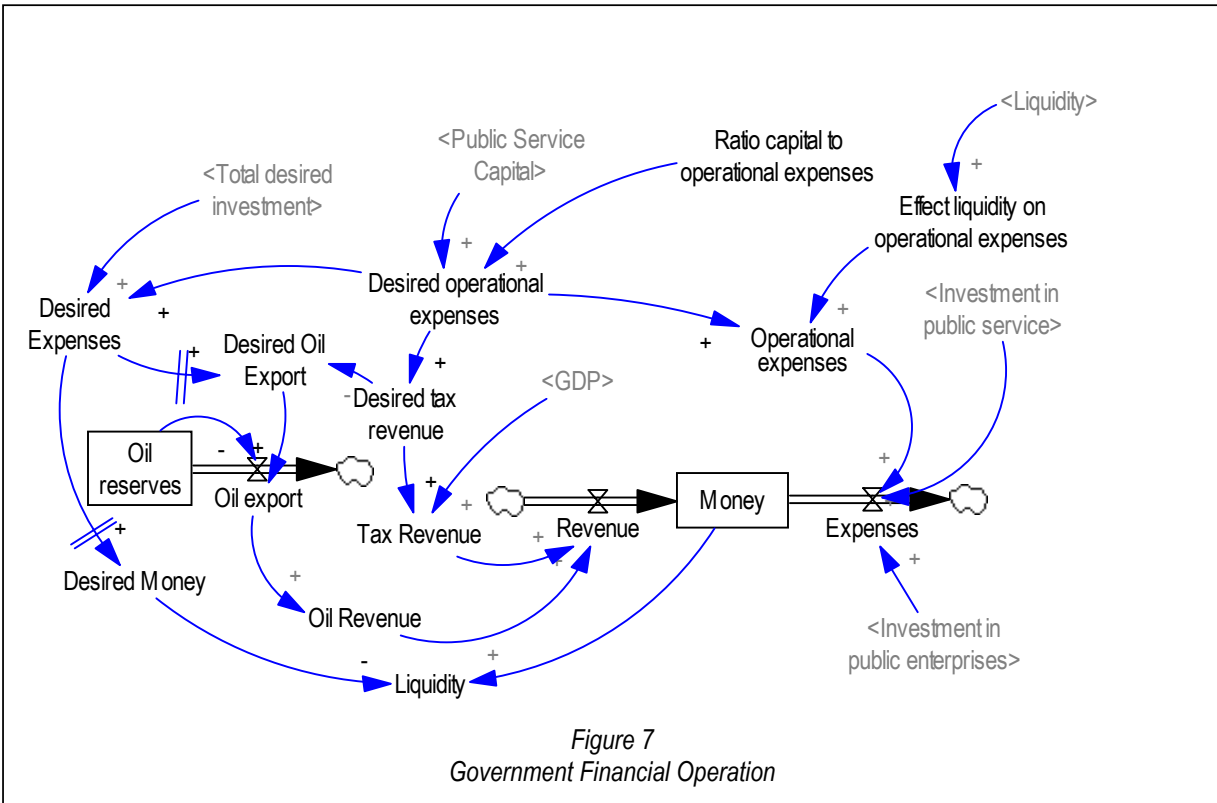 <Liquidity>
<Public Service
Capital>
Ratio capital to
operational expenses
<Total desired
investment>
+
Effect liquidity on
operational expenses
+
+
+
Desired operational
expenses
<Investment in
public service>
Desired
Expenses
+
+
+
Desired Oil
Export
+
Operational
expenses
+
+
<GDP>
-
Desired tax
revenue
Oil
reserves
-
+
Oil export
+
+
+
Money
Tax Revenue
+
+
Revenue
+
Expenses
+
+
Desired Money
+
Oil Revenue
<Investment in
public enterprises>
-
+
Liquidity
Figure 7
Government Financial Operation